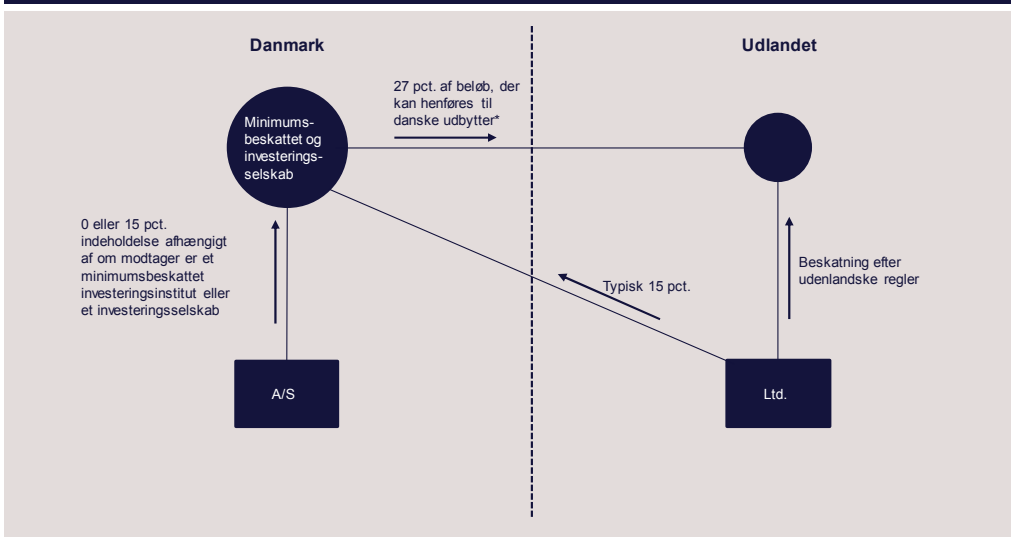 Danmark
Udlandet
27 pct. af beløb, der
kan henføres til
danske udbytter*
Minimums-
beskattet og
investerings-
selskab
0 eller 15 pct.
indeholdelse afhængigt
af om modtager er et
minimumsbeskattet
investeringsinstitut eller
et investeringsselskab
Typisk 15 pct.
Beskatning efter
udenlandske regler
A/S
Ltd.